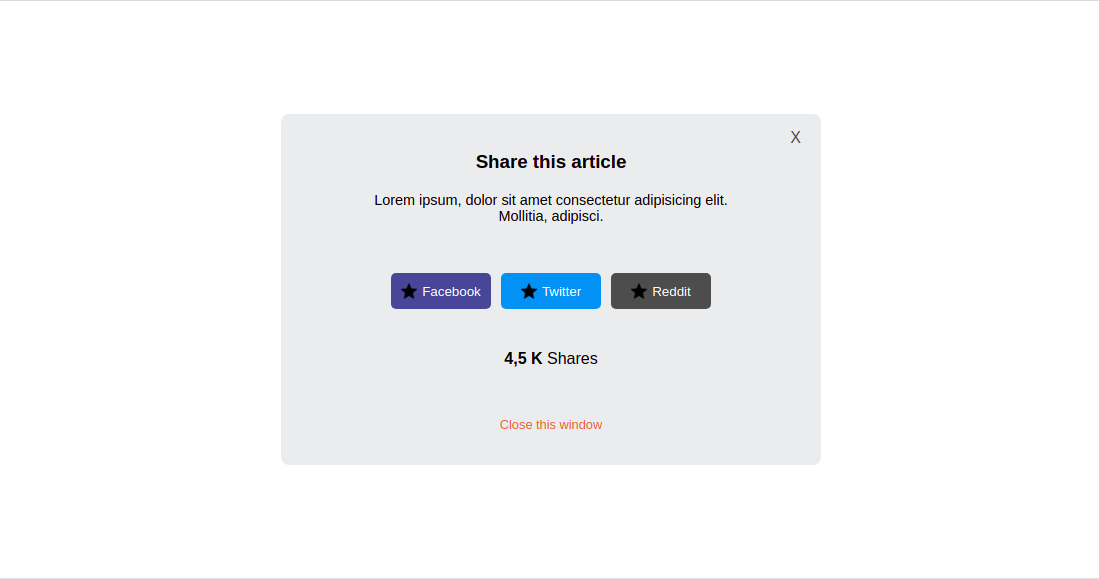 X
Share this article
Lorem ipsum, dolor sit amet consectetur adipisicing elit.
Mollitia, adipisci.
Facebook Twitter Reddit
4,5 K Shares
Close this window